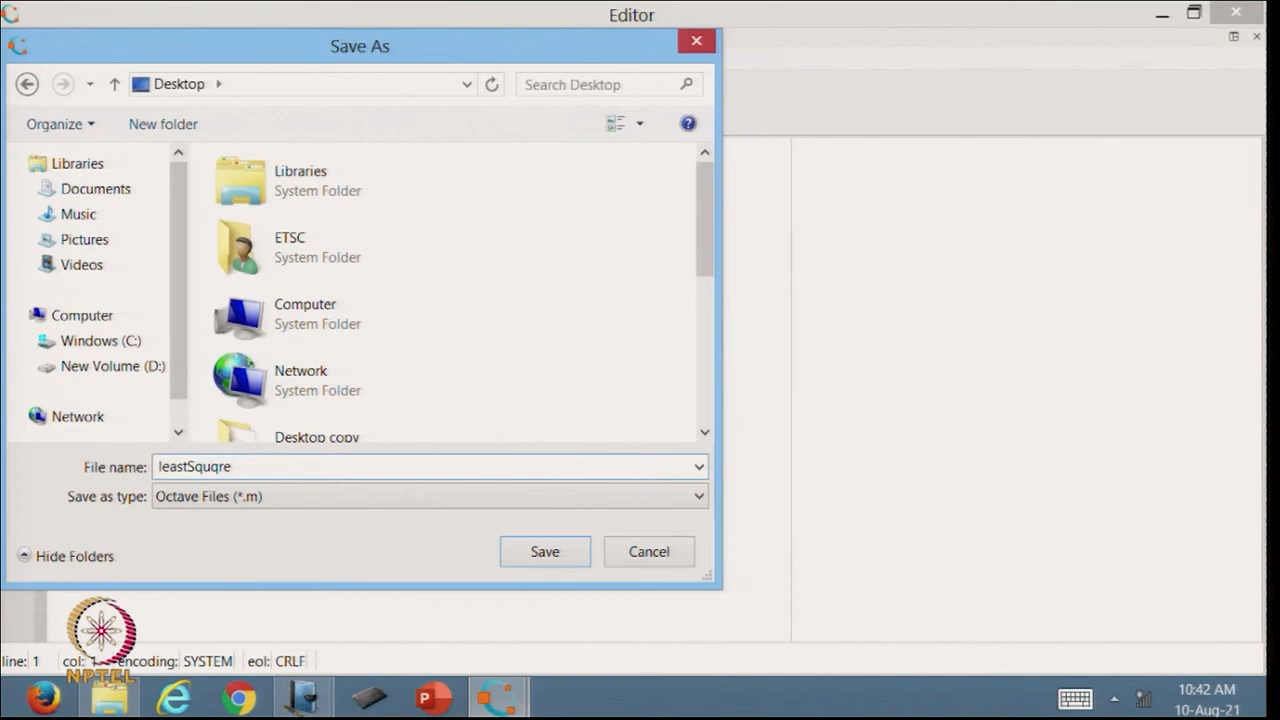 Editor
Save As
Desktop
Search Desktop
Organize
New folder
Libraries
Documents
Music
Pictures
Videos
Computer
Windows (C:)
New Volume (D:)
Network
Libraries
System Folder
ETSC
System Folder
Computer
System Folder
Network
System Folder
Desktop copy
File name: leastSquqre
Save as type: Octave Files (*.m)
Hide Folders
Save
Cancel
line: 1 col: 1 encoding: SYSTEM eol: CRLF
NPTEL
10:42 AM
10-Aug-21